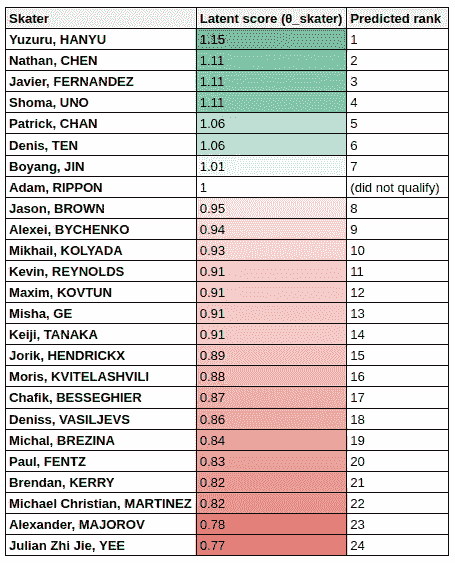 Skater Latent score (θ_skater) Predicted rank
Yuzuru, HANYU 1.15 1
Nathan, CHEN 1.11 2
Javier, FERNANDEZ 1.11 3
Shoma, UNO 1.11 4
Patrick, CHAN 1.06 5
Denis, TEN 1.06 6
Boyang, JIN 1.01 7
Adam, RIPPON 1 (did not qualify)
Jason, BROWN 0.95 8
Alexei, BYCHENKO 0.94 9
Mikhail, KOLYADA 0.93 10
Kevin, REYNOLDS 0.91 11
Maxim, KOVTUN 0.91 12
Misha, GE 0.91 13
Keiji, TANAKA 0.91 14
Jorik, HENDRICKX 0.89 15
Moris, KVITELASHVILI 0.88 16
Chafik, BESSEGHIER 0.87 17
Deniss, VASILJEVS 0.86 18
Michal, BREZINA 0.84 19
Paul, FENTZ 0.83 20
Brendan, KERRY 0.82 21
Michael Christian, MARTINEZ 0.82 22
Alexander, MAJOROV 0.78 23
Julian Zhi Jie, YEE 0.77 24